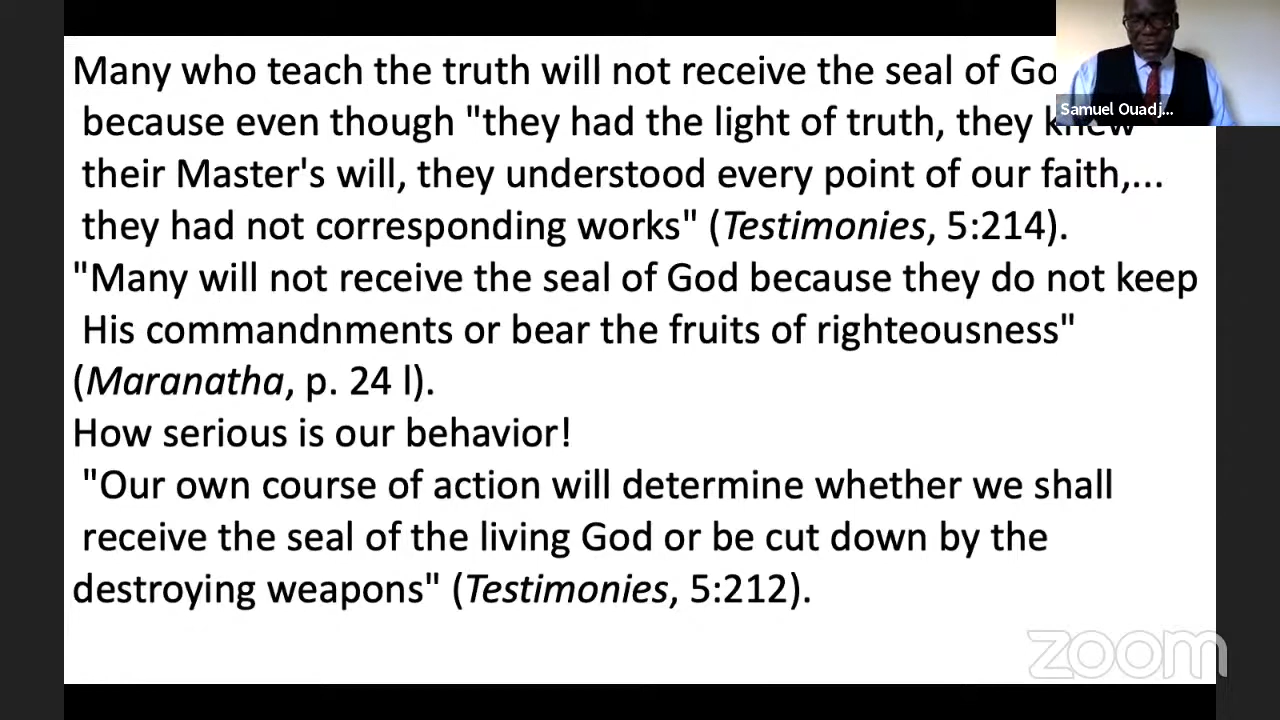 Many who teach the truth will not receive the seal of Go
because even though "they had the light of truth, they knew
their Master's will, they understood every point of our faith,...
they had not corresponding works" (Testimonies, 5:214).
"Many will not receive the seal of God because they do not keep
His commandnments or bear the fruits of righteousness"
(Maranatha, p. 24 l).
How serious is our behavior!
"Our own course of action will determine whether we shall
receive the seal of the living God or be cut down by the
destroying weapons" (Testimonies, 5:212).
Samuel Ouadj...
zoom